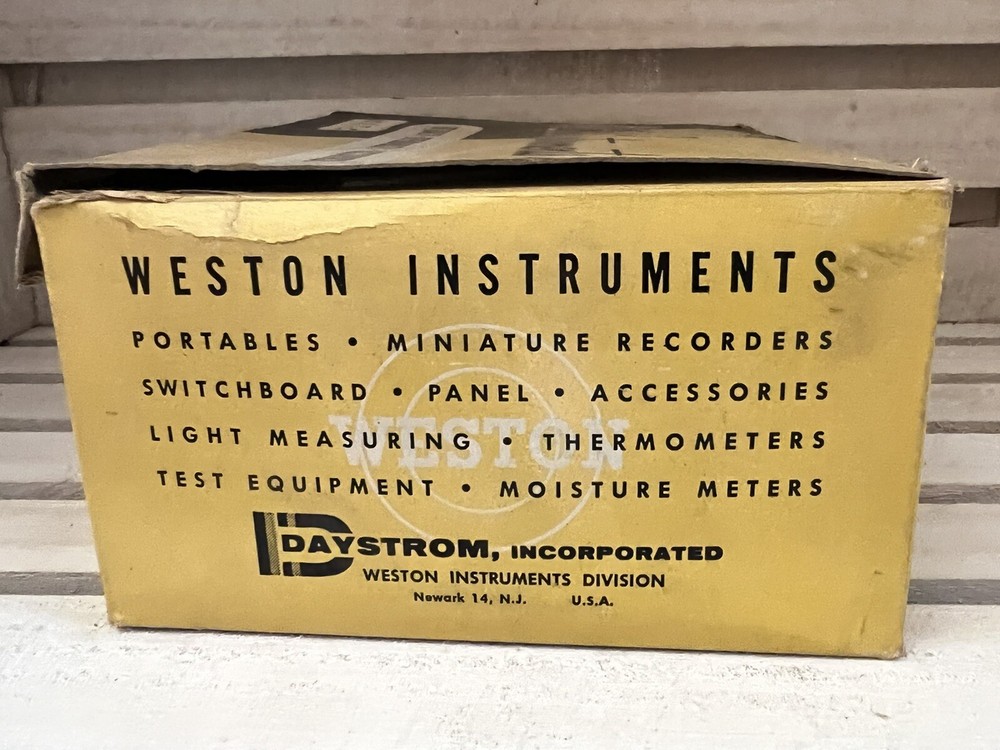 WESTON INSTRUMENTS
PORTABLES • MINIATURE RECORDERS
SWITCHBOARD • PANEL • ACCESSORIES
WESTON
LIGHT MEASURING • THERMOMETERS
TEST EQUIPMENT • MOISTURE METERS
DAYSTROM, INCORPORATED
WESTON INSTRUMENTS DIVISION
Newark 14, N.J. U.S.A.